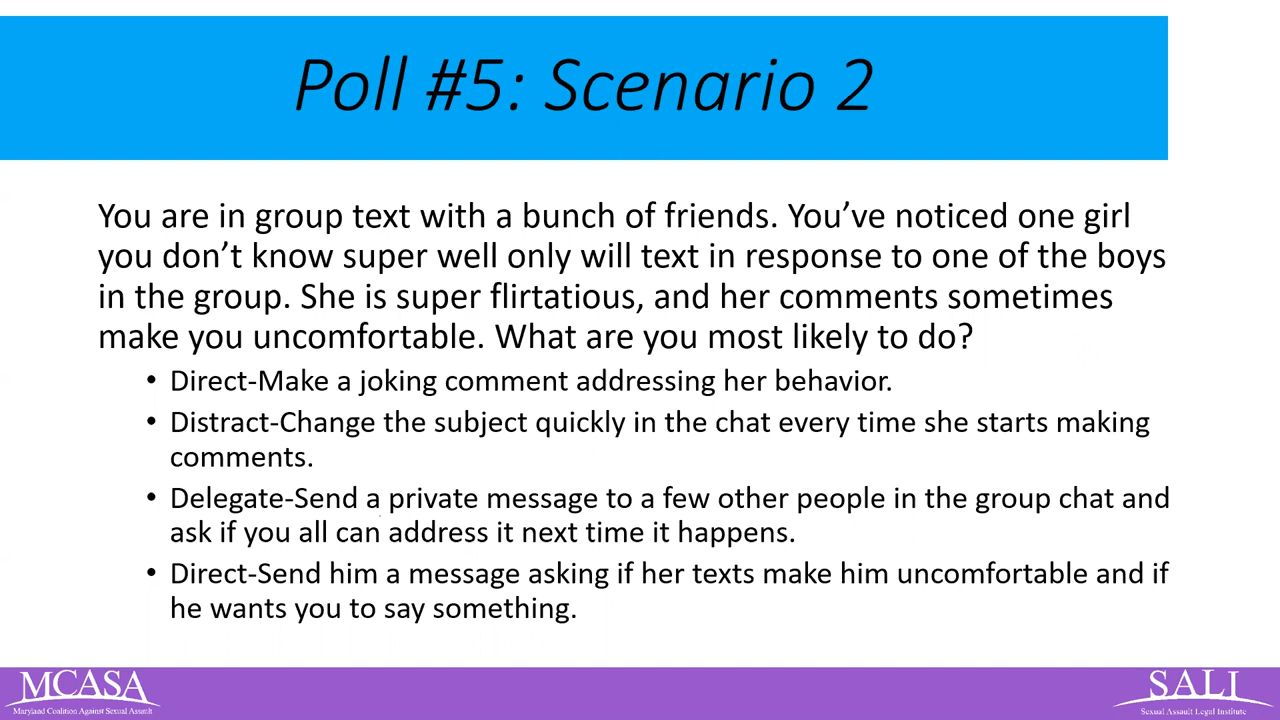 Poll #5: Scenario 2
You are in group text with a bunch of friends. You’ve noticed one girl
you don’t know super well only will text in response to one of the boys
in the group. She is super flirtatious, and her comments sometimes
make you uncomfortable. What are you most likely to do?
• Direct-Make a joking comment addressing her behavior.
• Distract-Change the subject quickly in the chat every time she starts making
comments.
• Delegate-Send a private message to a few other people in the group chat and
ask if you all can address it next time it happens.
• Direct-Send him a message asking if her texts make him uncomfortable and if
he wants you to say something.
MCASA
Maryland Coalition Against Sexual Assault
SALI
Sexual Assault Legal Institute